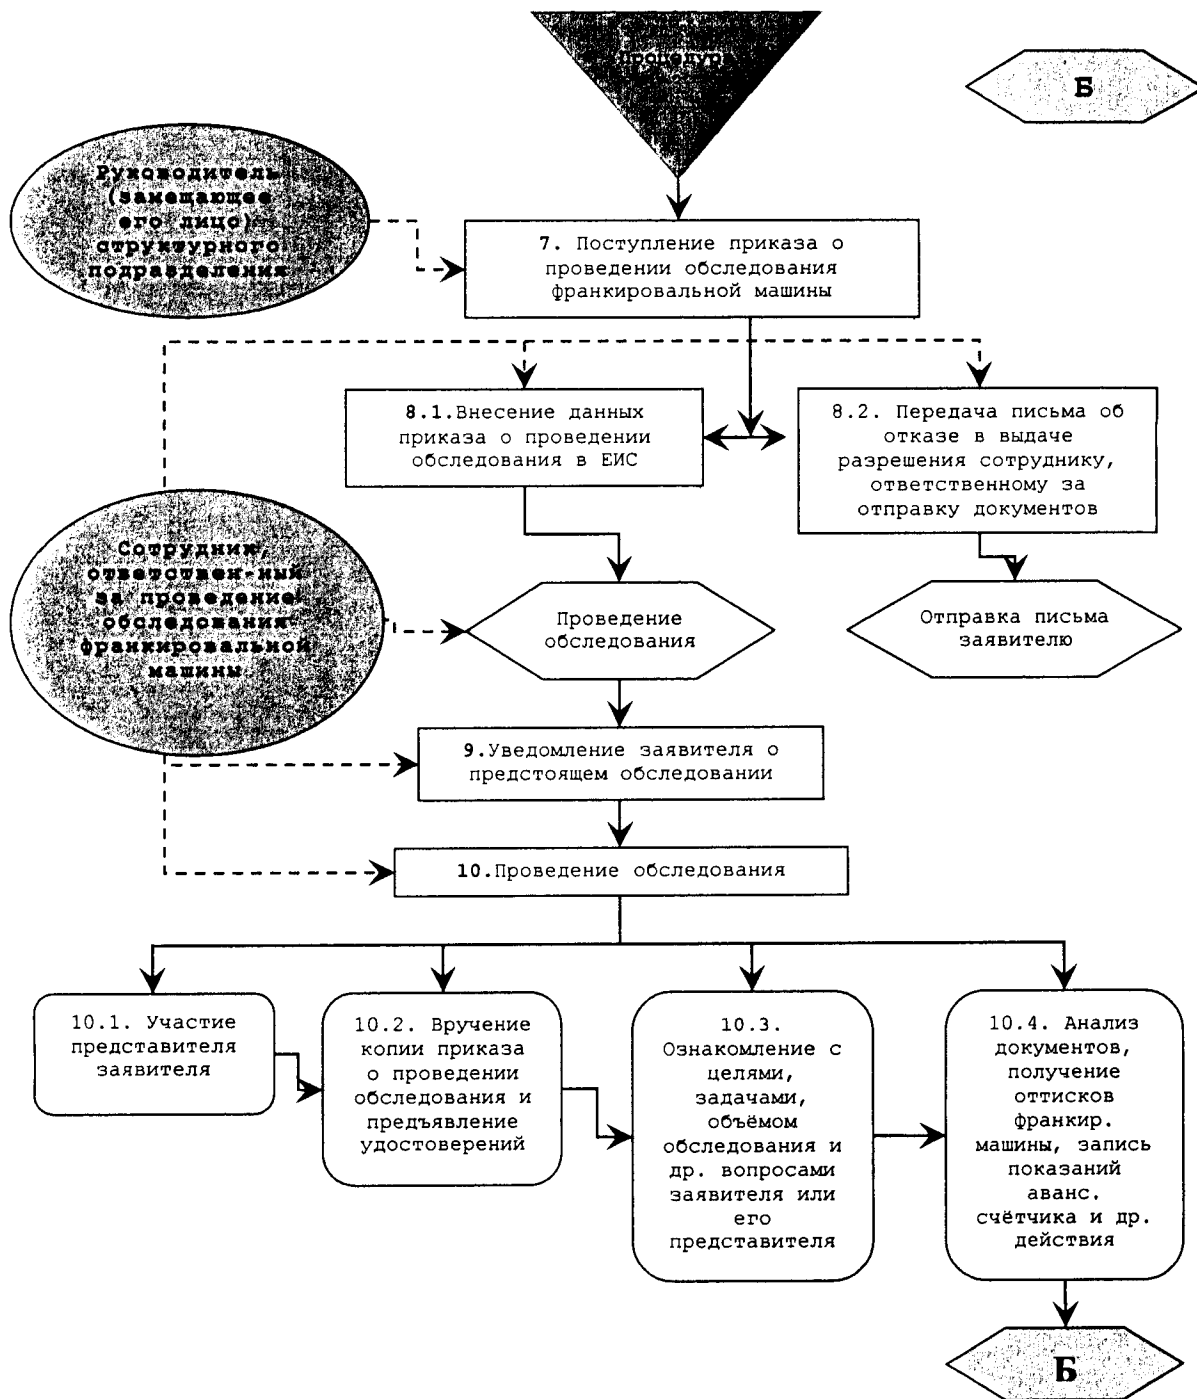 Процедура
Б
Руководитель
(замещающее
его лицо)
структурного
подразделения
7. Поступление приказа о
проведении обследования
франкировальной машины
8.1.Внесение данных
приказа о проведении
обследования в ЕИС
8.2. Передача письма об
отказе в выдаче
разрешения сотруднику,
ответственному за
отправку документов
Сотрудник,
ответствен-ный
за проведение
обследования
франкировальной
машины
Проведение
обследования
Отправка письма
заявителю
9.Уведомление заявителя о
предстоящем обследовании
10.Проведение обследования
10.1. Участие
представителя
заявителя
10.2. Вручение
копии приказа
о проведении
обследования и
предъявление
удостоверений
10.3.
Ознакомление с
целями,
задачами,
объёмом
обследования и
др. вопросами
заявителя или
его
представителя
10.4. Анализ
документов,
получение
оттисков
франкир.
машины, запись
показаний
аванс.
счётчика и др.
действия
Б